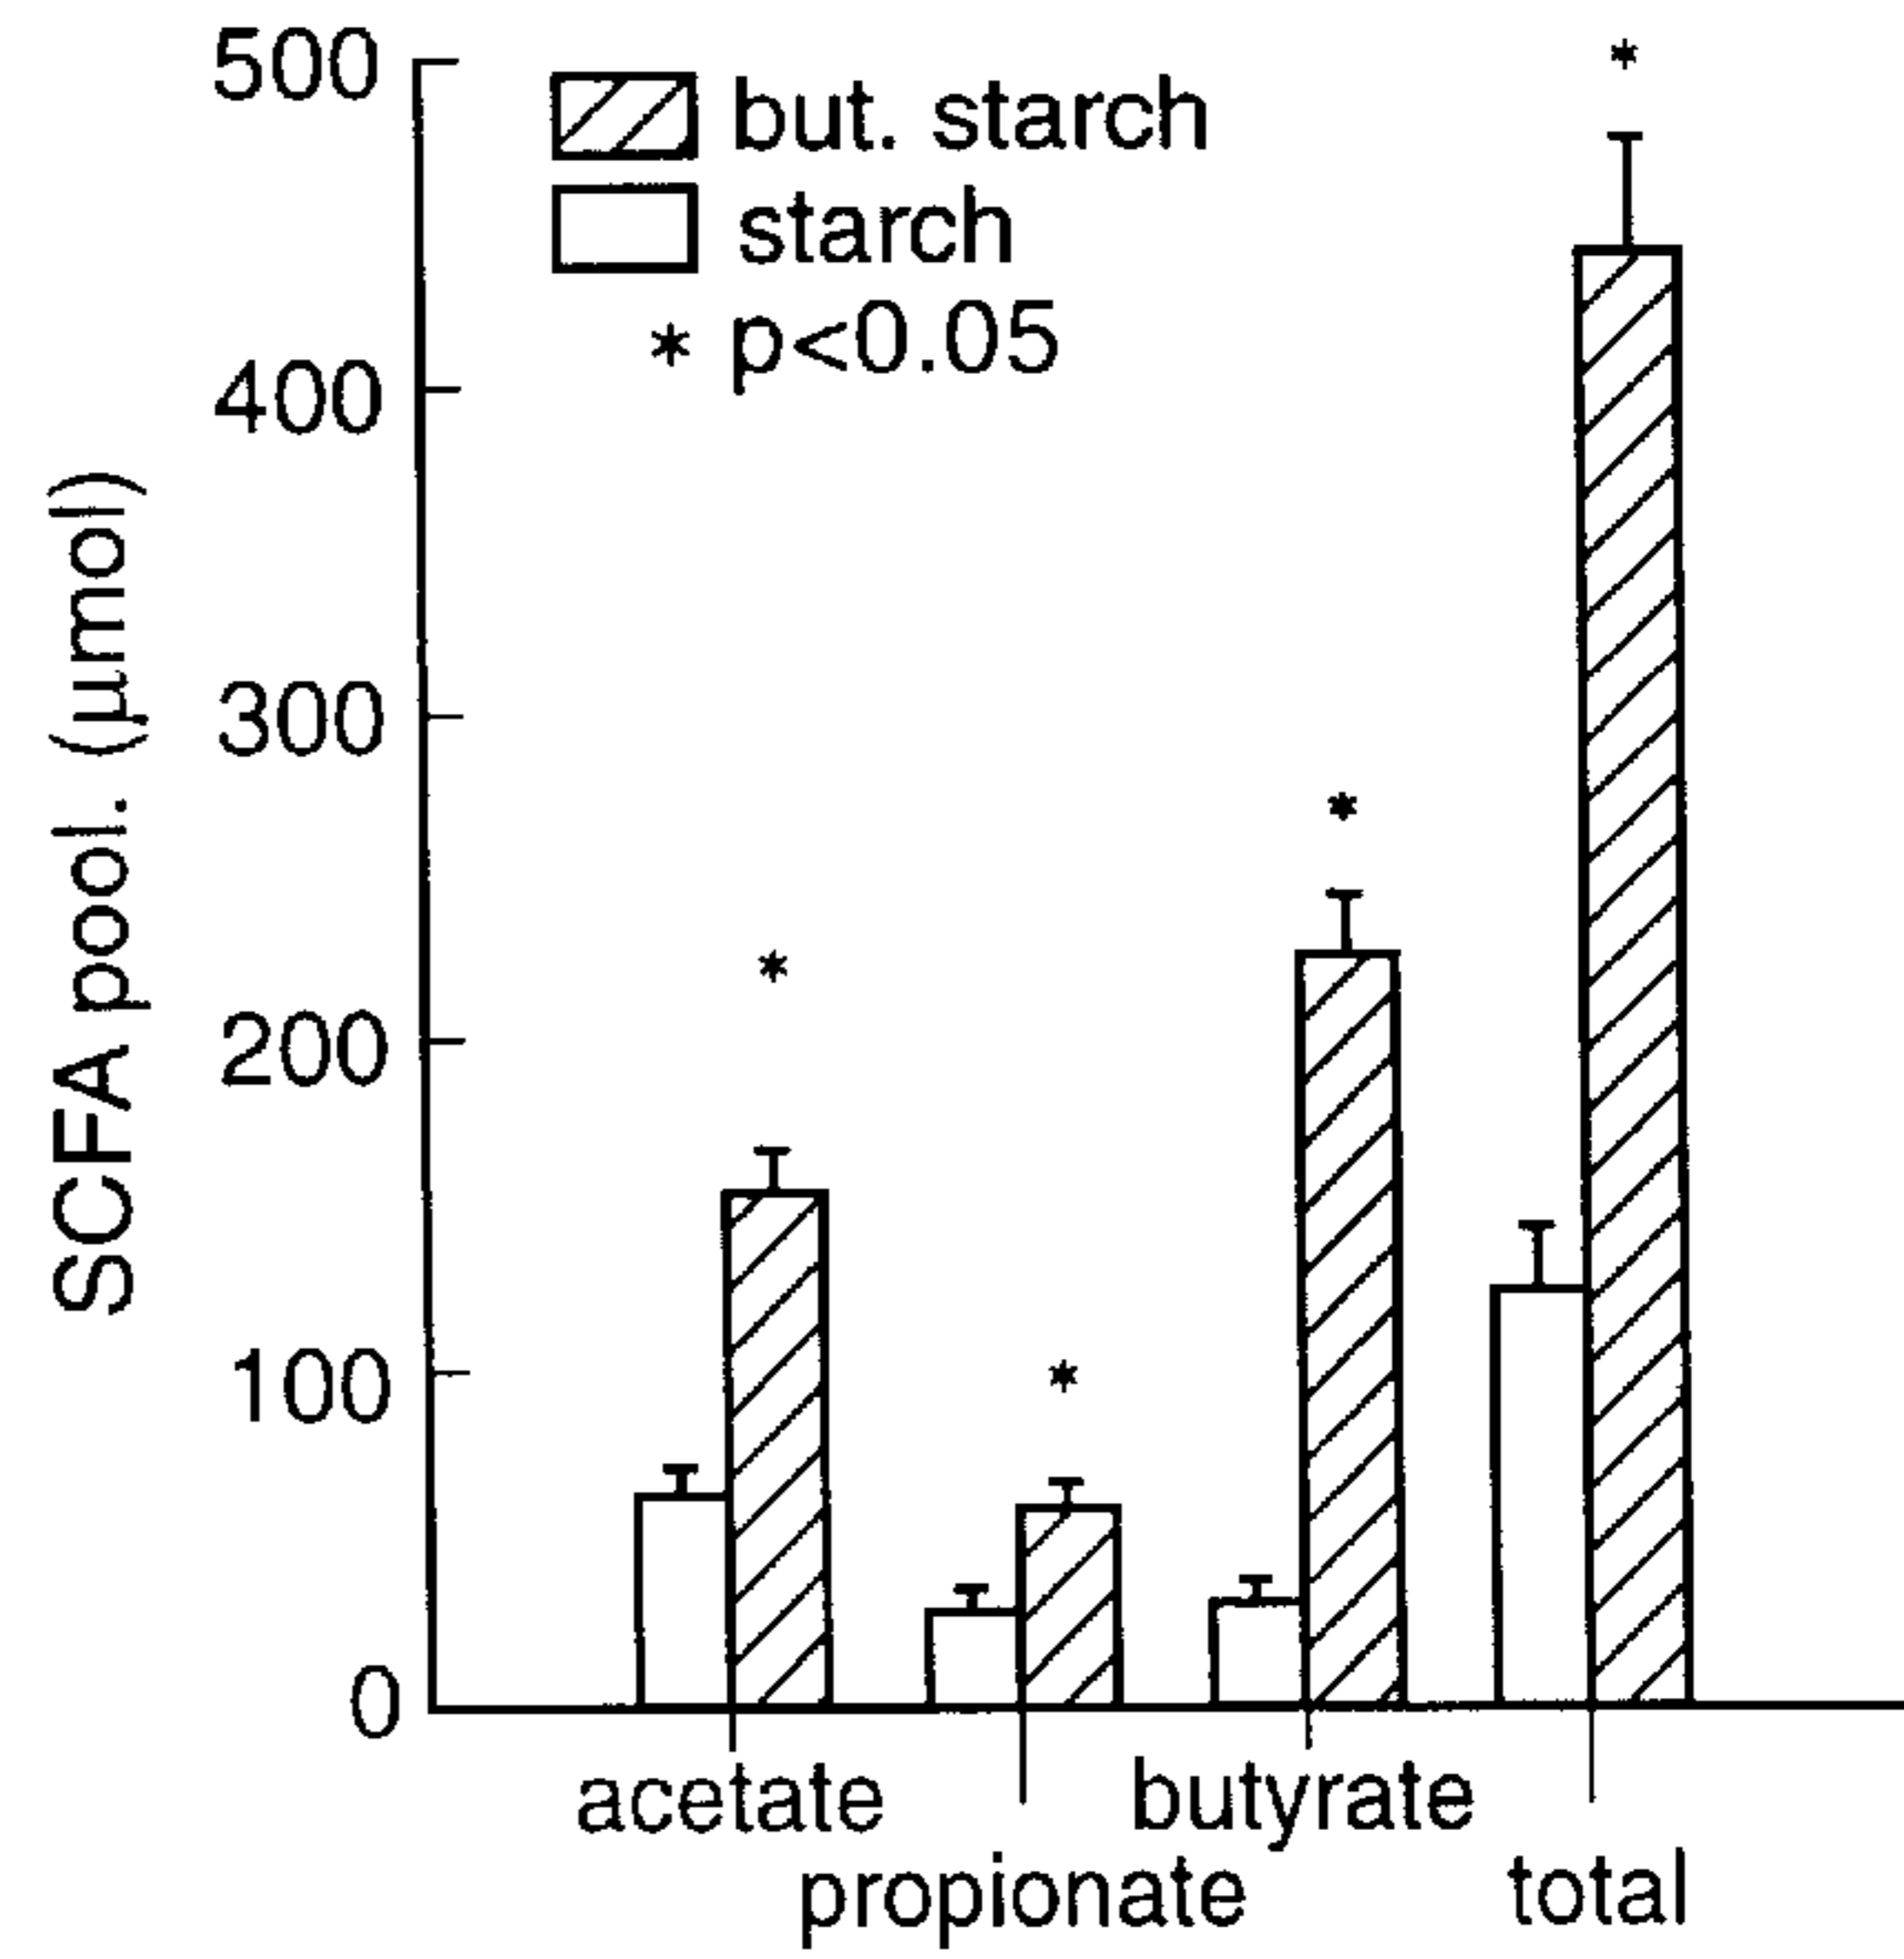 500
400
300
200
100
0
SCFA pool. (µmol)
but. starch
starch
* p<0.05
*
*
*
*
acetate
propionate
butyrate
total